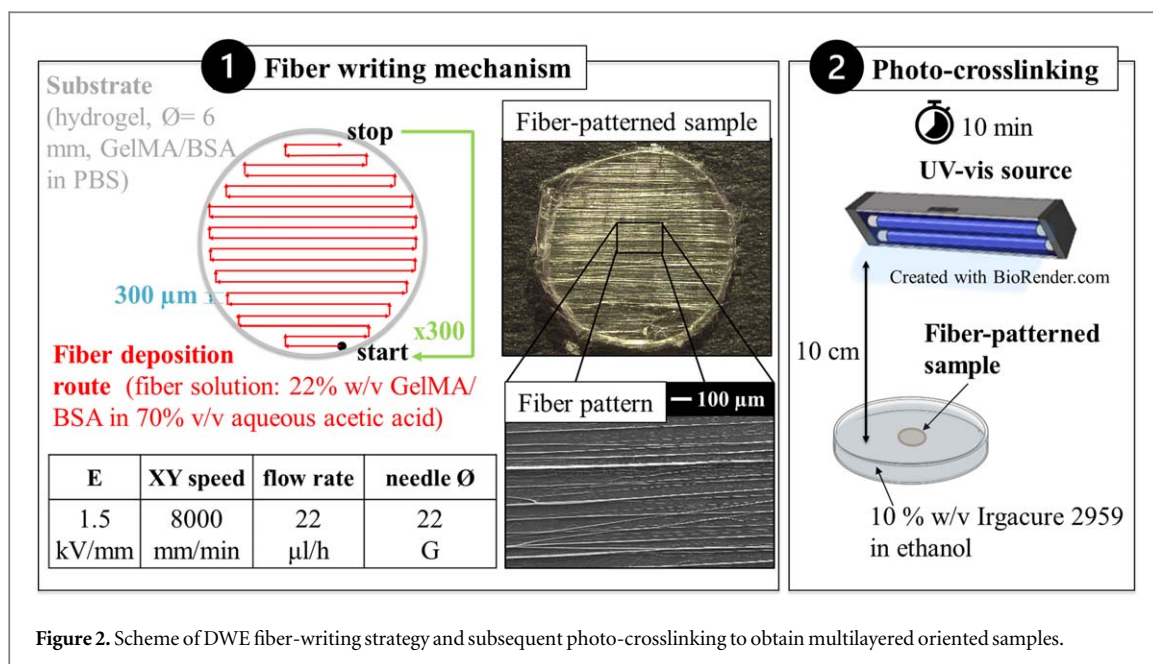 1 Fiber writing mechanism
Substrate
(hydrogel, Ø= 6
mm, GelMA/BSA
in PBS)
stop
300 µm
x300
start
Fiber deposition
route (fiber solution: 22% w/v GelMA/
BSA in 70% v/v aqueous acetic acid)
E XY speed flow rate needle Ø
1.5 8000 22 22
kV/mm mm/min µl/h G
Fiber-patterned sample
Fiber pattern
100 µm
2 Photo-crosslinking
10 min
UV-vis source
Created with BioRender.com
10 cm
Fiber-patterned
sample
10 % w/v Irgacure 2959
in ethanol
Figure 2. Scheme of DWE fiber-writing strategy and subsequent photo-crosslinking to obtain multilayered oriented samples.